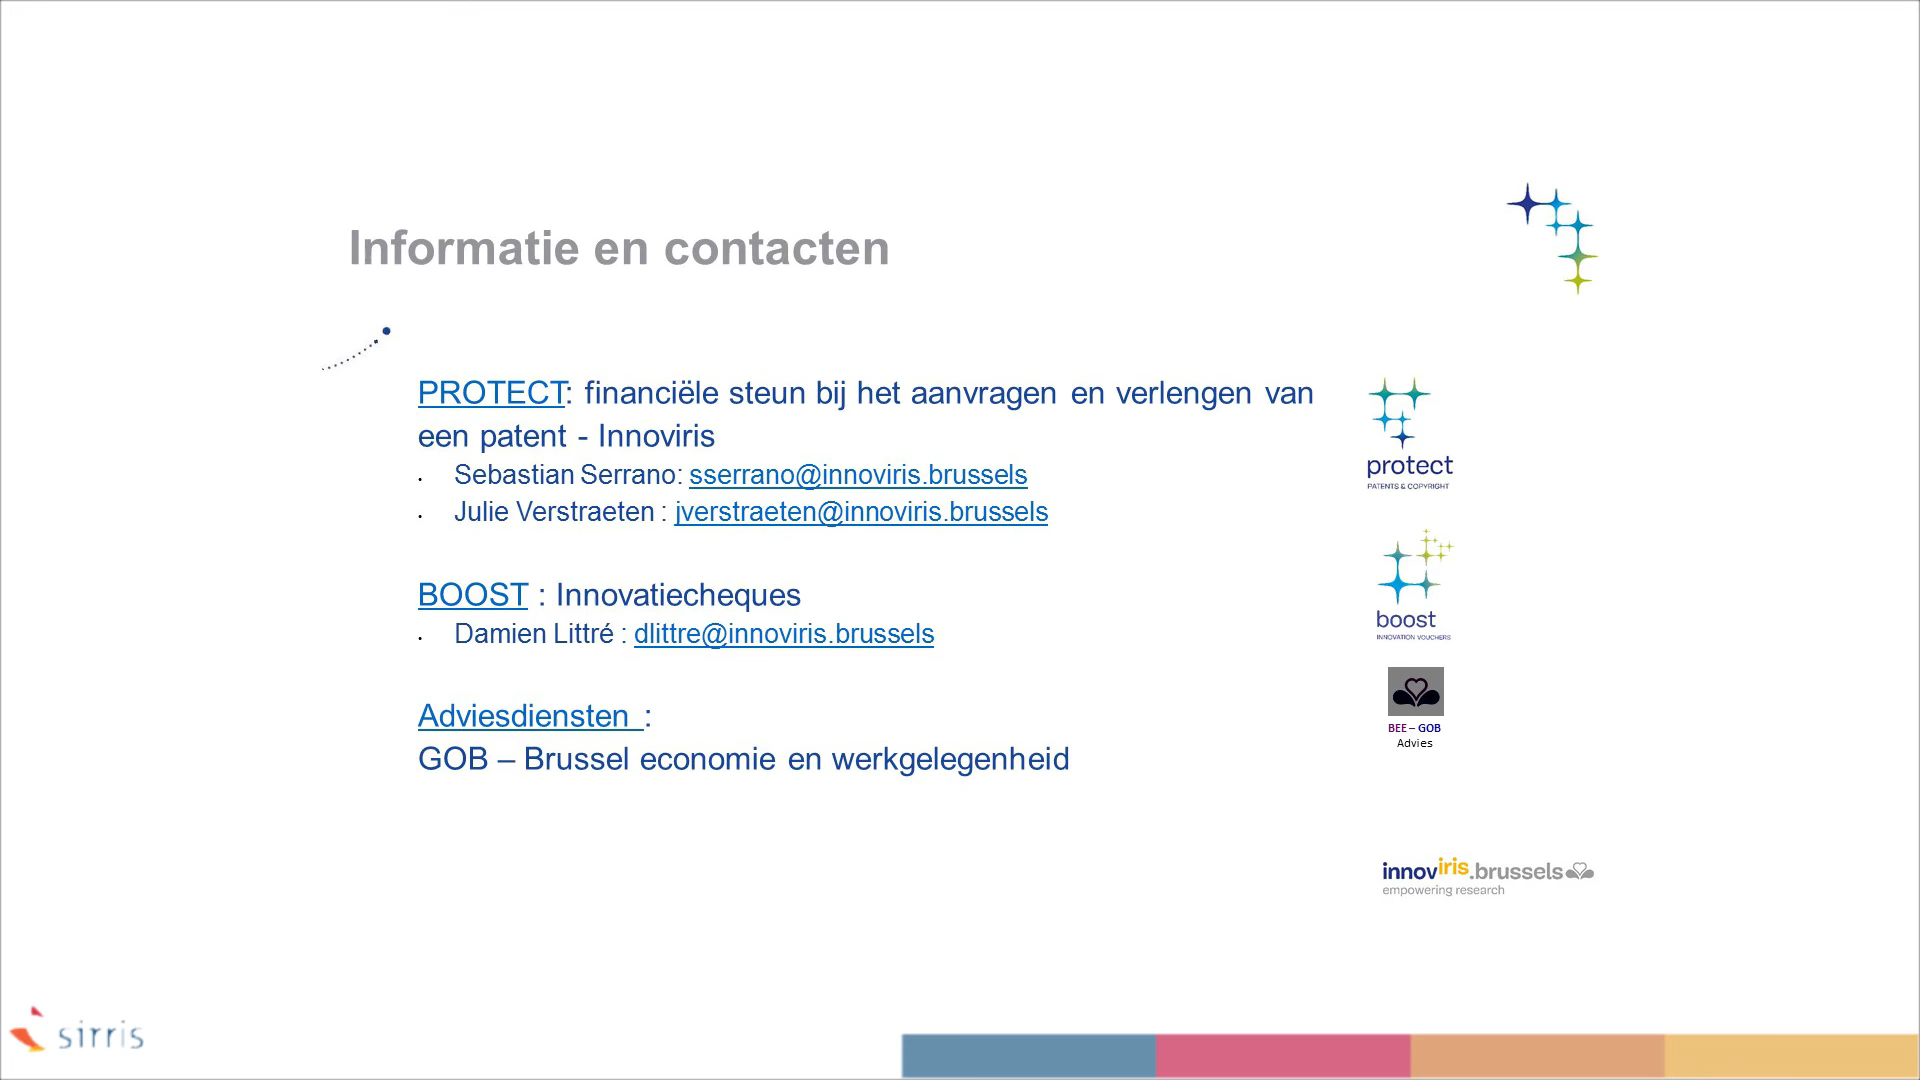 Informatie en contacten
PROTECT: financiële steun bij het aanvragen en verlengen van
een patent - Innoviris
• Sebastian Serrano: sserrano@innoviris.brussels
• Julie Verstraeten : jverstraeten@innoviris.brussels
BOOST : Innovatiecheques
• Damien Littré : dlittre@innoviris.brussels
Adviesdiensten :
GOB – Brussel economie en werkgelegenheid
protect
PATENTS & COPYRIGHT
boost
INNOVATION VOUCHERS
BEE – GOB
Advies
innoviris.brussels
empowering research
sirris